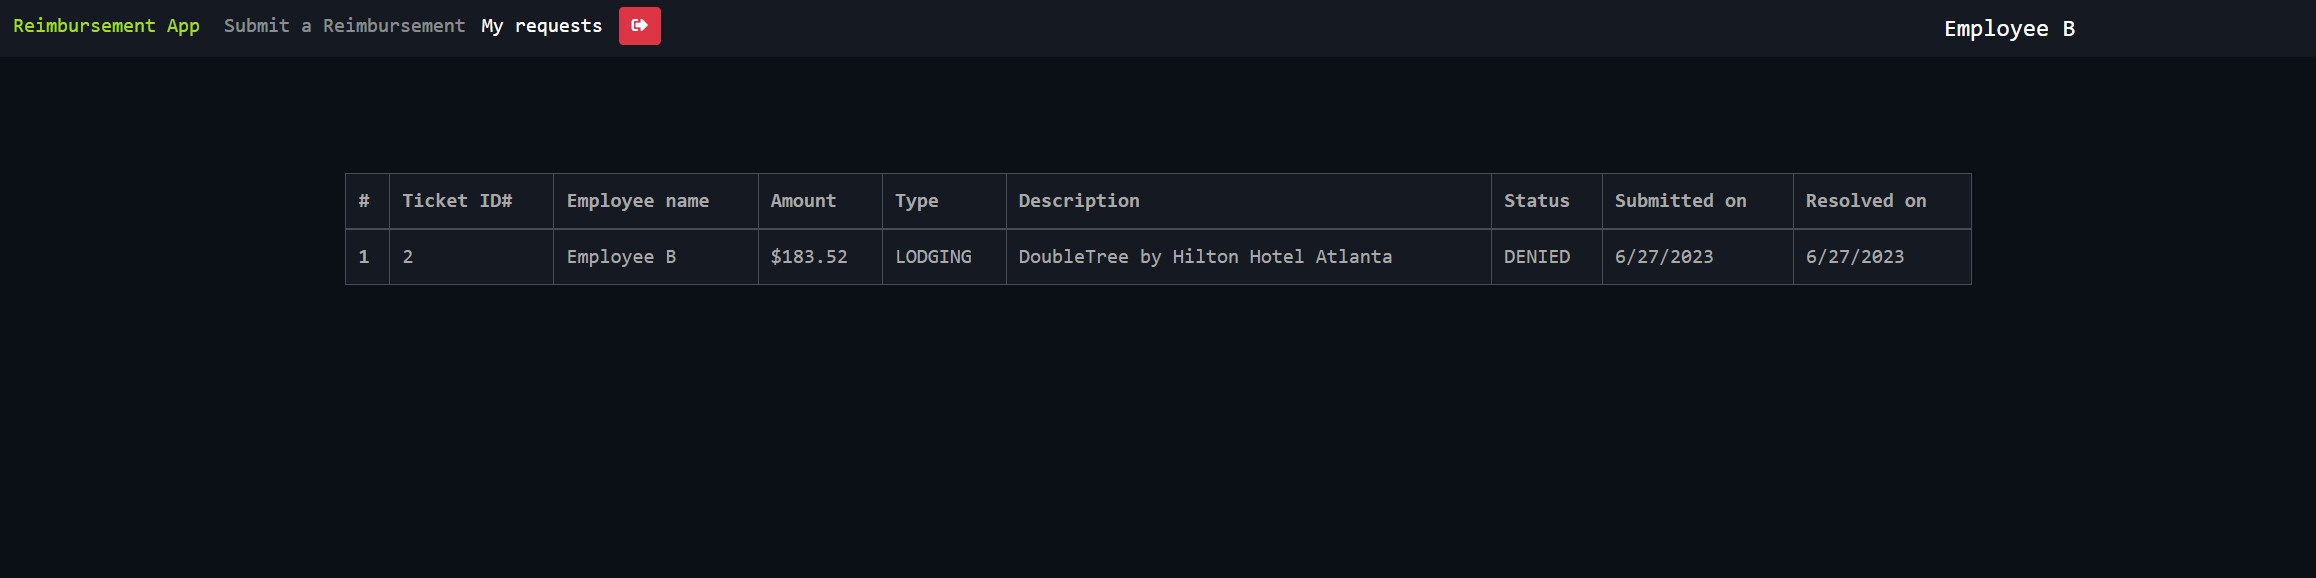 Reimbursement App Submit a Reimbursement My requests Employee B
# Ticket ID# Employee name Amount Type Description Status Submitted on Resolved on
1 2 Employee B $183.52 LODGING DoubleTree by Hilton Hotel Atlanta DENIED 6/27/2023 6/27/2023